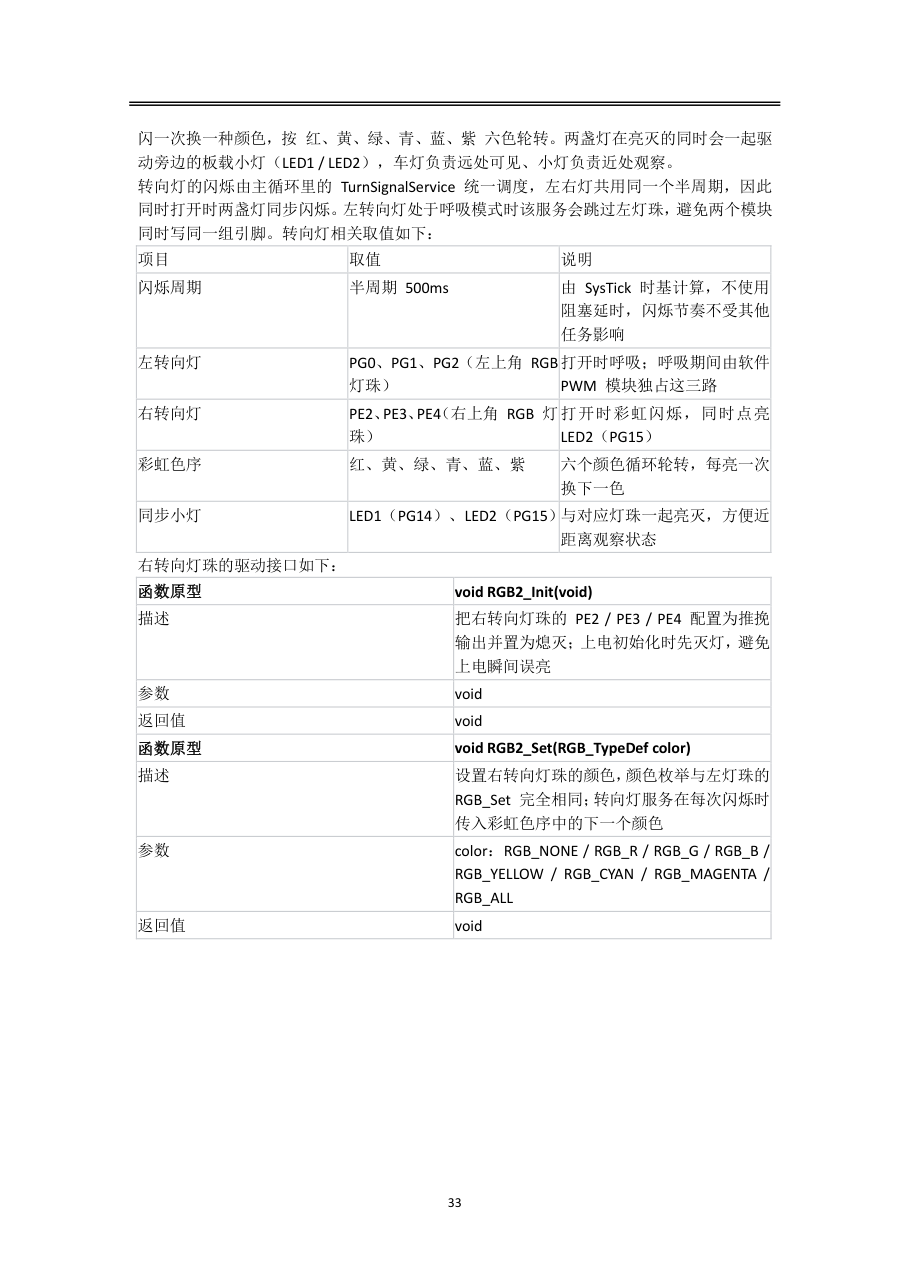 闪一次换一种颜色，按 红、黄、绿、青、蓝、紫 六色轮转。两盏灯在亮灭的同时会一起驱
动旁边的板载小灯（LED1 / LED2），车灯负责远处可见、小灯负责近处观察。
转向灯的闪烁由主循环里的 TurnSignalService 统一调度，左右灯共用同一个半周期，因此
同时打开时两盏灯同步闪烁。左转向灯处于呼吸模式时该服务会跳过左灯珠，避免两个模块
同时写同一组引脚。转向灯相关取值如下：
项目 取值 说明
闪烁周期 半周期 500ms 由 SysTick 时基计算，不使用
阻塞延时，闪烁节奏不受其他
任务影响
左转向灯 PG0、PG1、PG2（左上角 RGB 打开时呼吸；呼吸期间由软件
灯珠） PWM 模块独占这三路
右转向灯 PE2、PE3、PE4（右上角 RGB 灯 打开时彩虹闪烁，同时点亮
珠） LED2（PG15）
彩虹色序 红、黄、绿、青、蓝、紫 六个颜色循环轮转，每亮一次
换下一色
同步小灯 LED1（PG14）、LED2（PG15） 与对应灯珠一起亮灭，方便近
距离观察状态
右转向灯珠的驱动接口如下：
函数原型 void RGB2_Init(void)
描述 把右转向灯珠的 PE2 / PE3 / PE4 配置为推挽
输出并置为熄灭；上电初始化时先灭灯，避免
上电瞬间误亮
参数 void
返回值 void
函数原型 void RGB2_Set(RGB_TypeDef color)
描述 设置右转向灯珠的颜色，颜色枚举与左灯珠的
RGB_Set 完全相同；转向灯服务在每次闪烁时
传入彩虹色序中的下一个颜色
参数 color：RGB_NONE / RGB_R / RGB_G / RGB_B /
RGB_YELLOW / RGB_CYAN / RGB_MAGENTA /
RGB_ALL
返回值 void
33